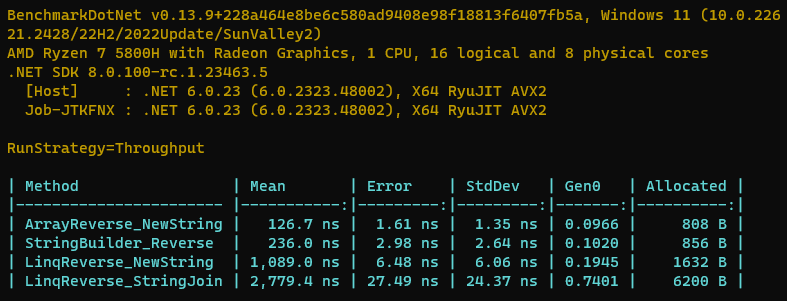 BenchmarkDotNet v0.13.9+228a464e8be6c580ad9408e98f18813f6407fb5a, Windows 11 (10.0.226
21.2428/22H2/2022Update/SunValley2)
AMD Ryzen 7 5800H with Radeon Graphics, 1 CPU, 16 logical and 8 physical cores
.NET SDK 8.0.100-rc.1.23463.5
  [Host]     : .NET 6.0.23 (6.0.2323.48002), X64 RyuJIT AVX2
  Job-JTKFNX : .NET 6.0.23 (6.0.2323.48002), X64 RyuJIT AVX2
RunStrategy=Throughput
| Method                  | Mean       | Error    | StdDev   | Gen0   | Allocated |
|------------------------ |-----------:|---------:|---------:|-------:|----------:|
| ArrayReverse_NewString  |   126.7 ns |  1.61 ns |  1.35 ns | 0.0966 |     808 B |
| StringBuilder_Reverse   |   236.0 ns |  2.98 ns |  2.64 ns | 0.1020 |     856 B |
| LinqReverse_NewString   | 1,089.0 ns |  6.48 ns |  6.06 ns | 0.1945 |    1632 B |
| LinqReverse_StringJoin  | 2,779.4 ns | 27.49 ns | 24.37 ns | 0.7401 |    6200 B |